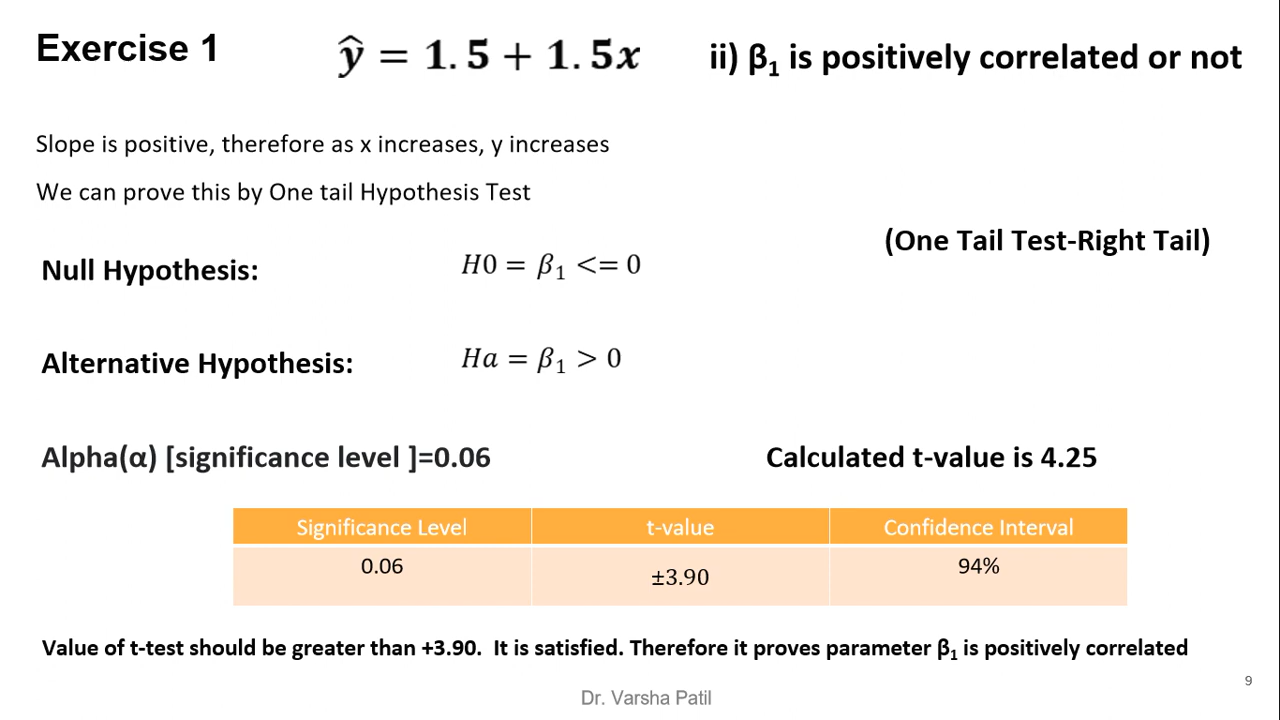 Exercise 1
ŷ = 1.5 + 1.5x
ii) β₁ is positively correlated or not
Slope is positive, therefore as x increases, y increases
We can prove this by One tail Hypothesis Test
(One Tail Test-Right Tail)
Null Hypothesis:
H0 = β₁ <= 0
Alternative Hypothesis:
Ha = β₁ > 0
Alpha(α) [significance level ]=0.06
Calculated t-value is 4.25
Significance Level
t-value
Confidence Interval
0.06
±3.90
94%
Value of t-test should be greater than +3.90.  It is satisfied. Therefore it proves parameter β₁ is positively correlated
9
Dr. Varsha Patil